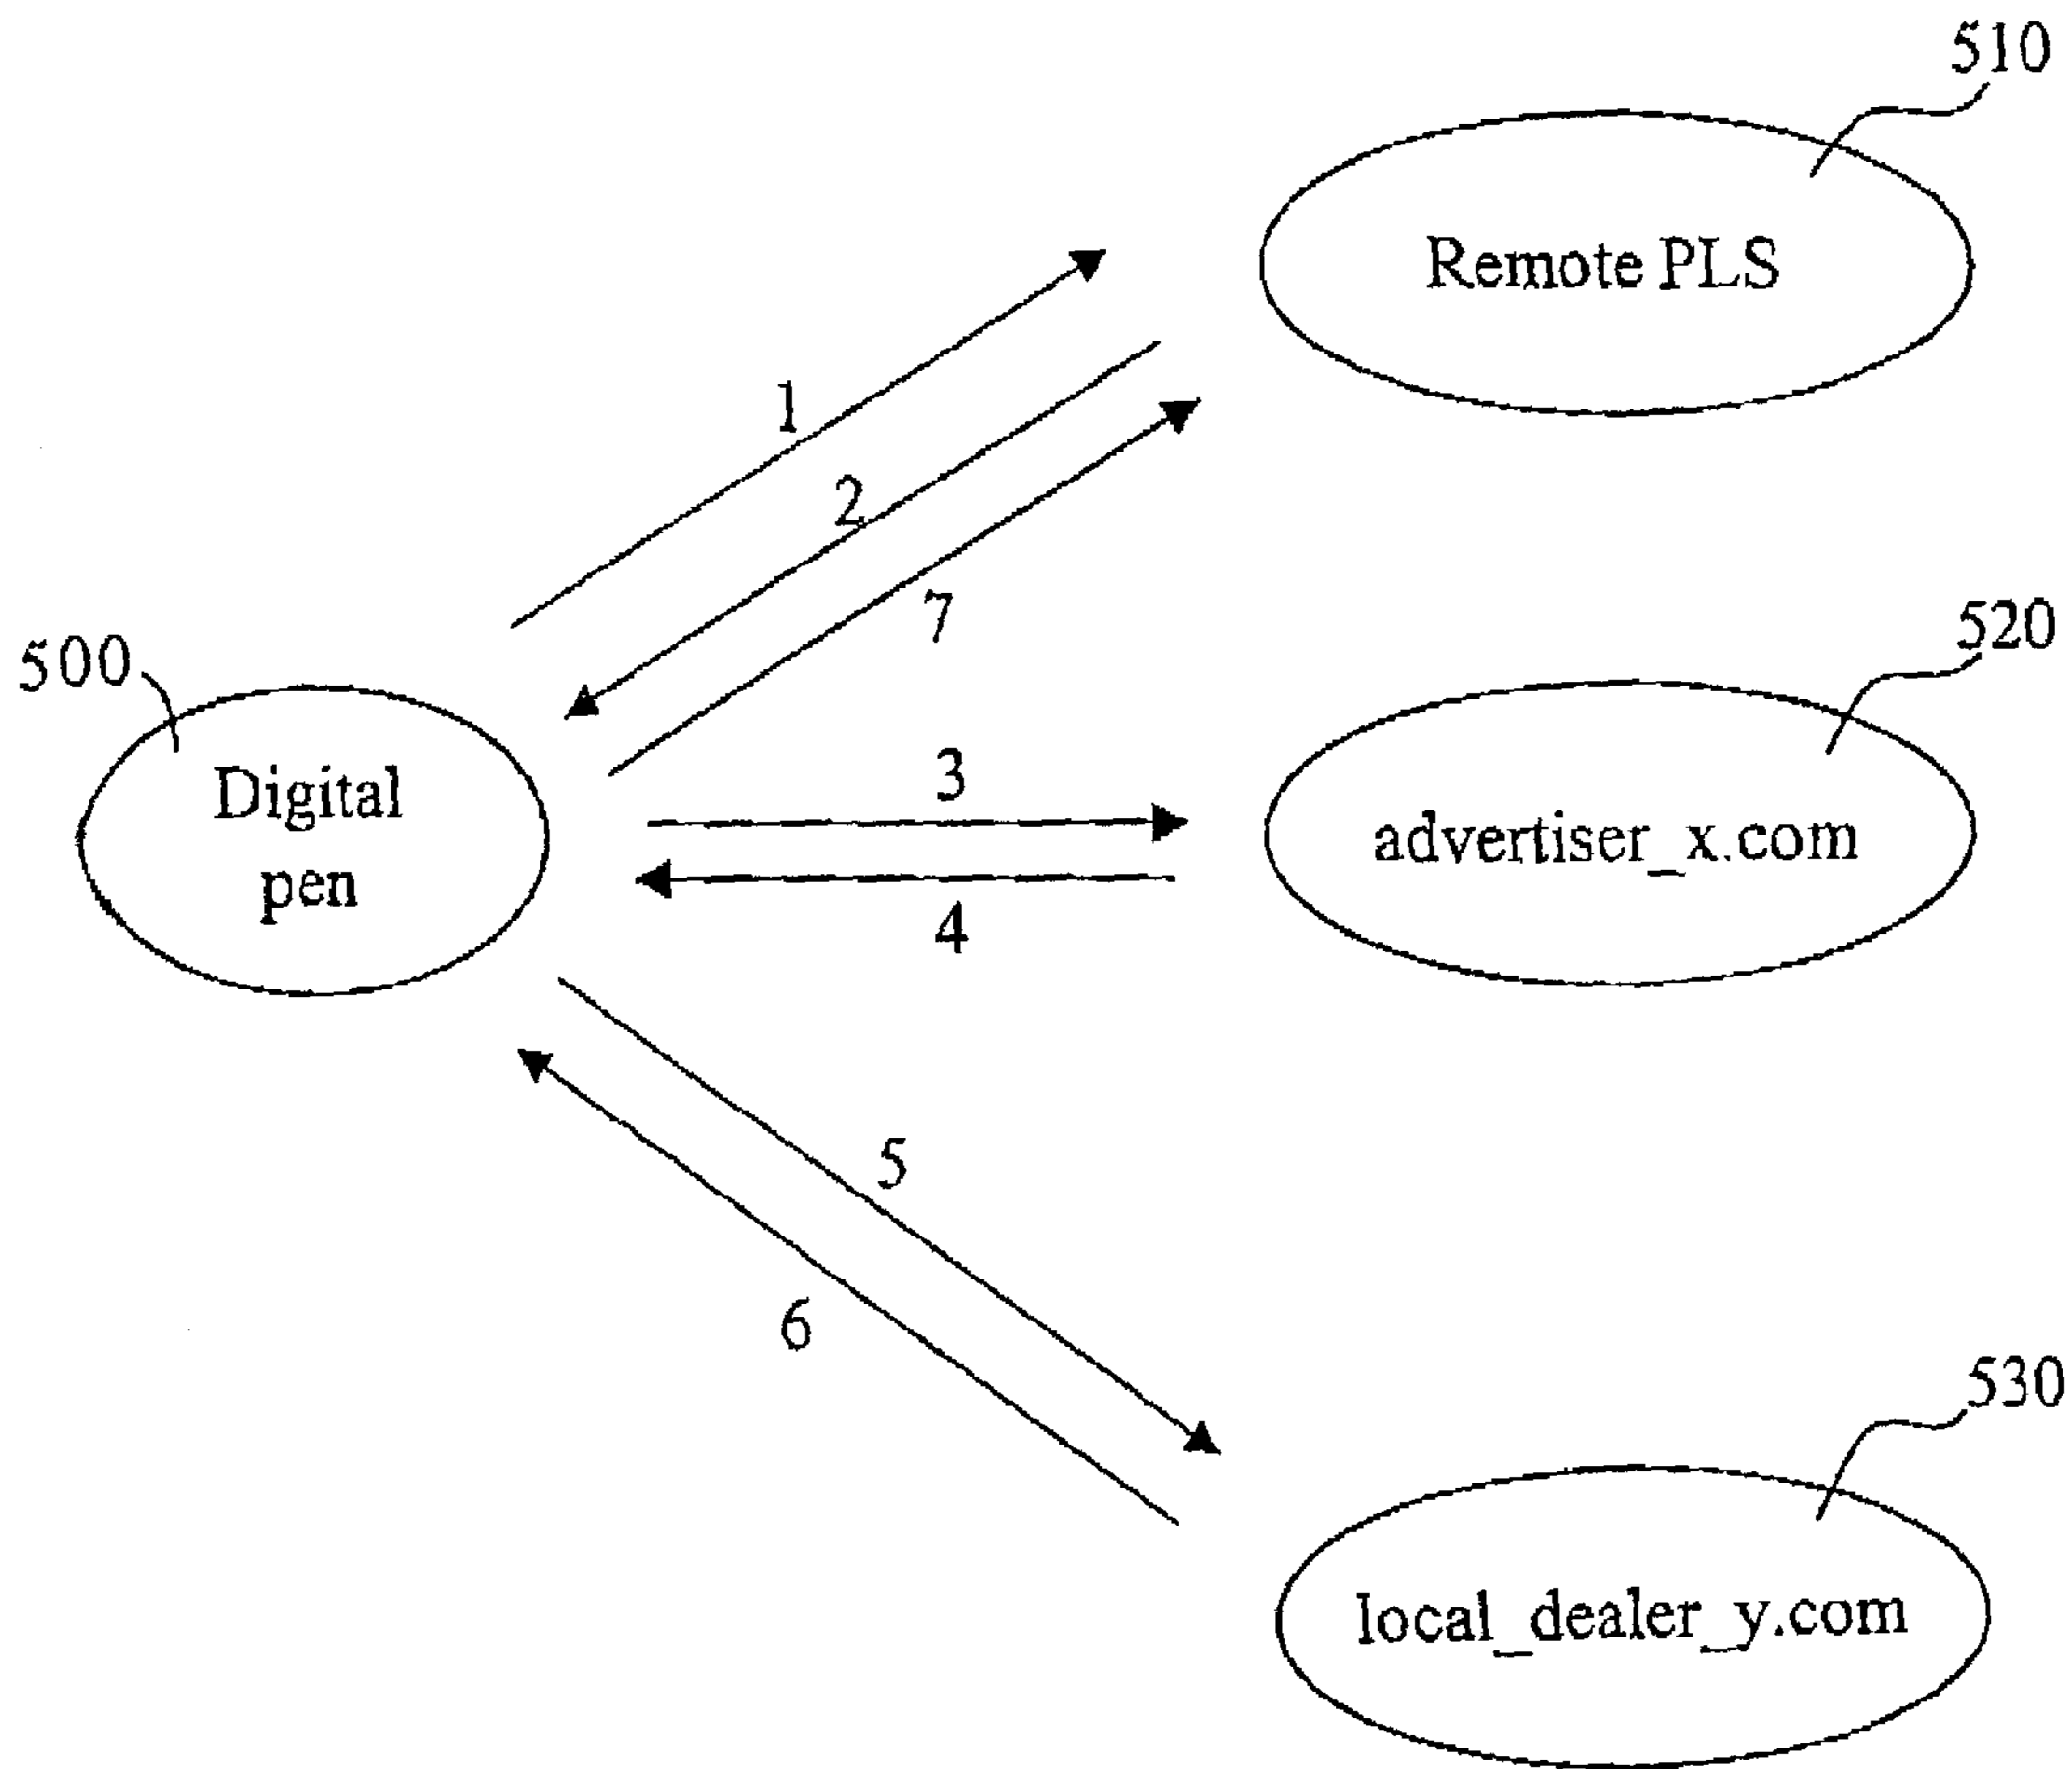 510
Remote PLS
1
2
7
520
500
Digital
pen
3
advertiser_x.com
4
5
6
530
local_dealer_y.com